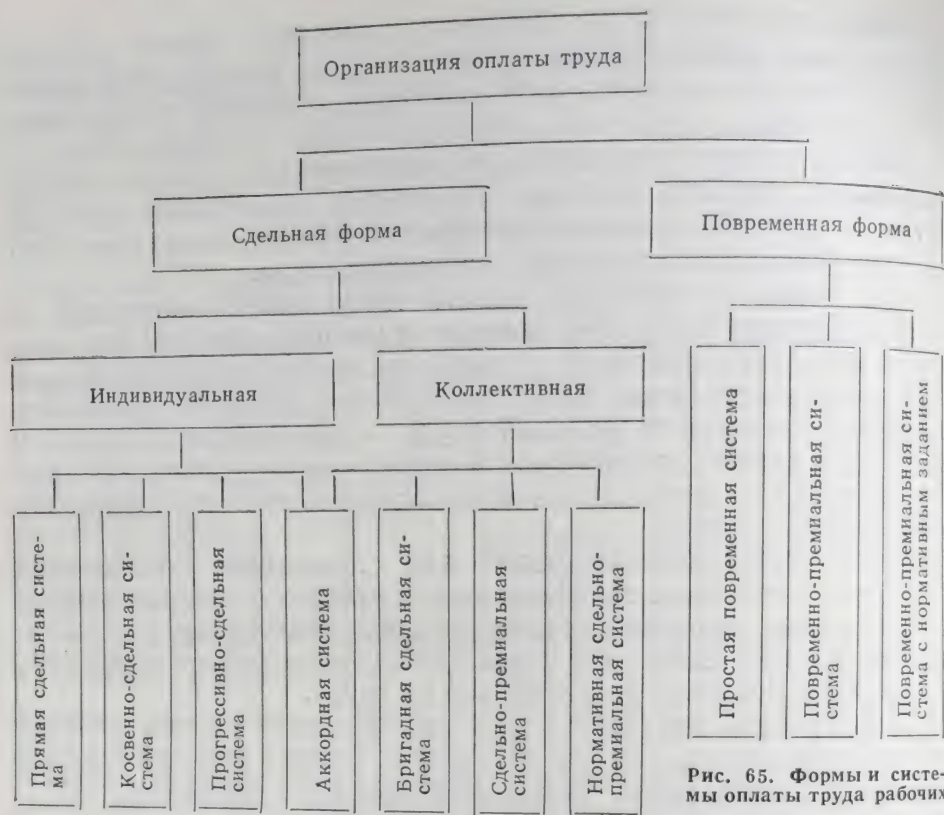 Организация оплаты труда
Сдельная форма
Повременная форма
Индивидуальная
Коллективная
Прямая сдельная систе-
ма
Косвенно-сдельная си-
стема
Прогрессивно-сдельная
система
Аккордная система
Бригадная сдельная си-
стема
Сдельно-премиальная
система
Нормативная сдельно-
премиальная система
Простая повременная система
Повременно-премиальная си-
стема
Повременно-премиальная си-
стема с нормативным заданием
Рис. 65. Формы и систе-
мы оплаты труда рабочих